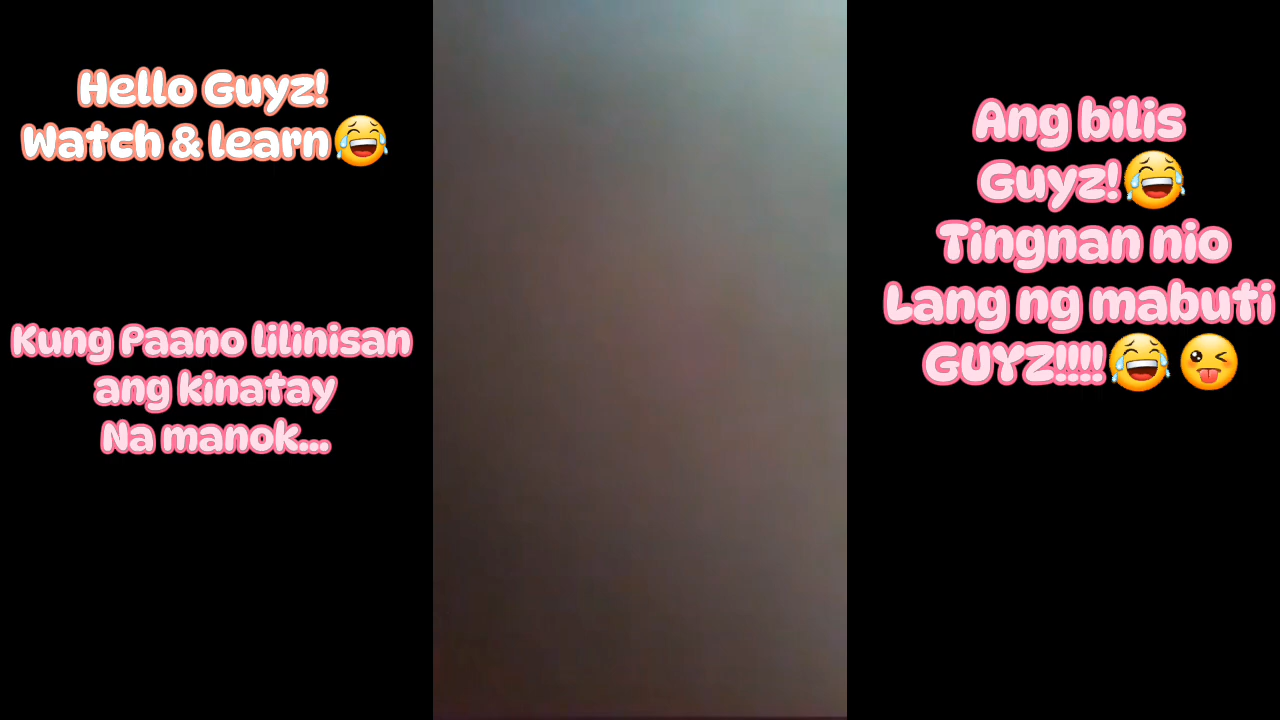 Hello Guyz!
Watch & learn😂
Kung Paano lilinisan
ang kinatay
Na manok...
Ang bilis
Guyz!😂
Tingnan nio
Lang ng mabuti
GUYZ!!!!😂😜